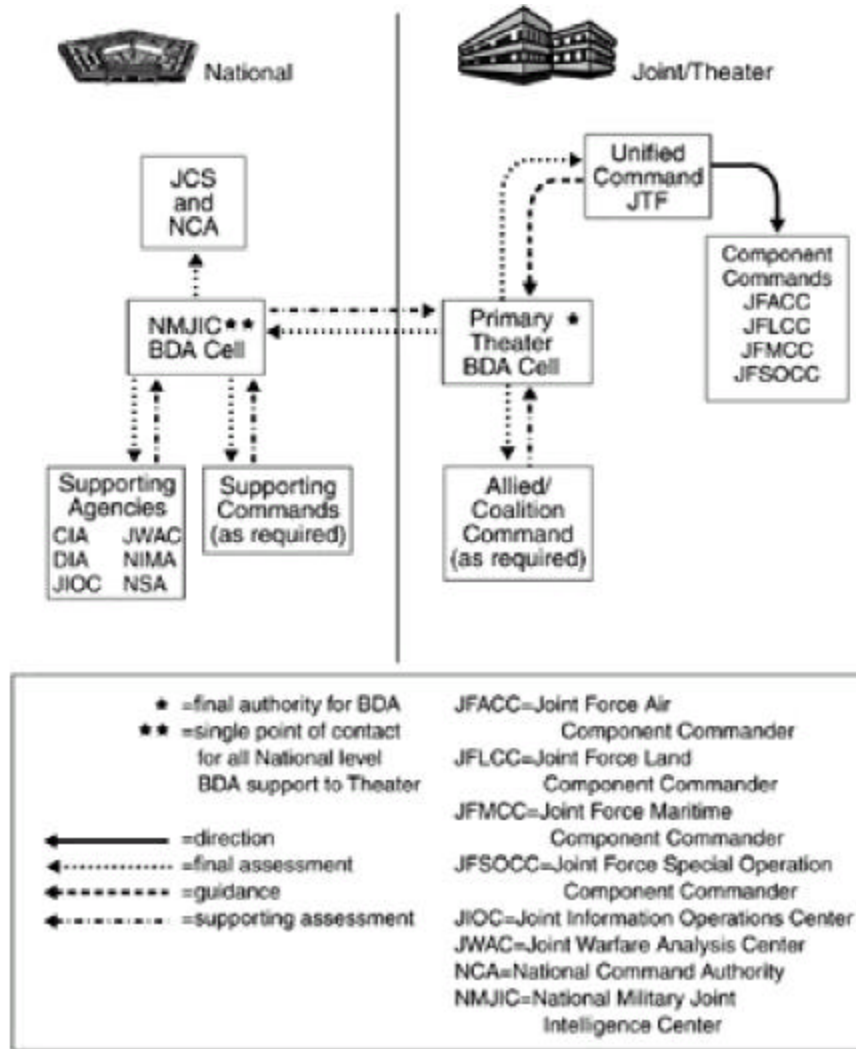 National
Joint/Theater
JCS
and
NCA
Unified
Command
JTF
Component
Commands
JFACC
JFLCC
JFMCC
JFSOCC
NMJIC★★
BDA Cell
Primary ★
Theater
BDA Cell
Supporting
Agencies
CIA JWAC
DIA NIMA
JIOC NSA
Supporting
Commands
(as required)
Allied/
Coalition
Command
(as required)
★ =final authority for BDA
★★ =single point of contact
for all National level
BDA support to Theater
=direction
=final assessment
=guidance
=supporting assessment
JFACC=Joint Force Air
Component Commander
JFLCC=Joint Force Land
Component Commander
JFMCC=Joint Force Maritime
Component Commander
JFSOCC=Joint Force Special Operation
Component Commander
JIOC=Joint Information Operations Center
JWAC=Joint Warfare Analysis Center
NCA=National Command Authority
NMJIC=National Military Joint
Intelligence Center